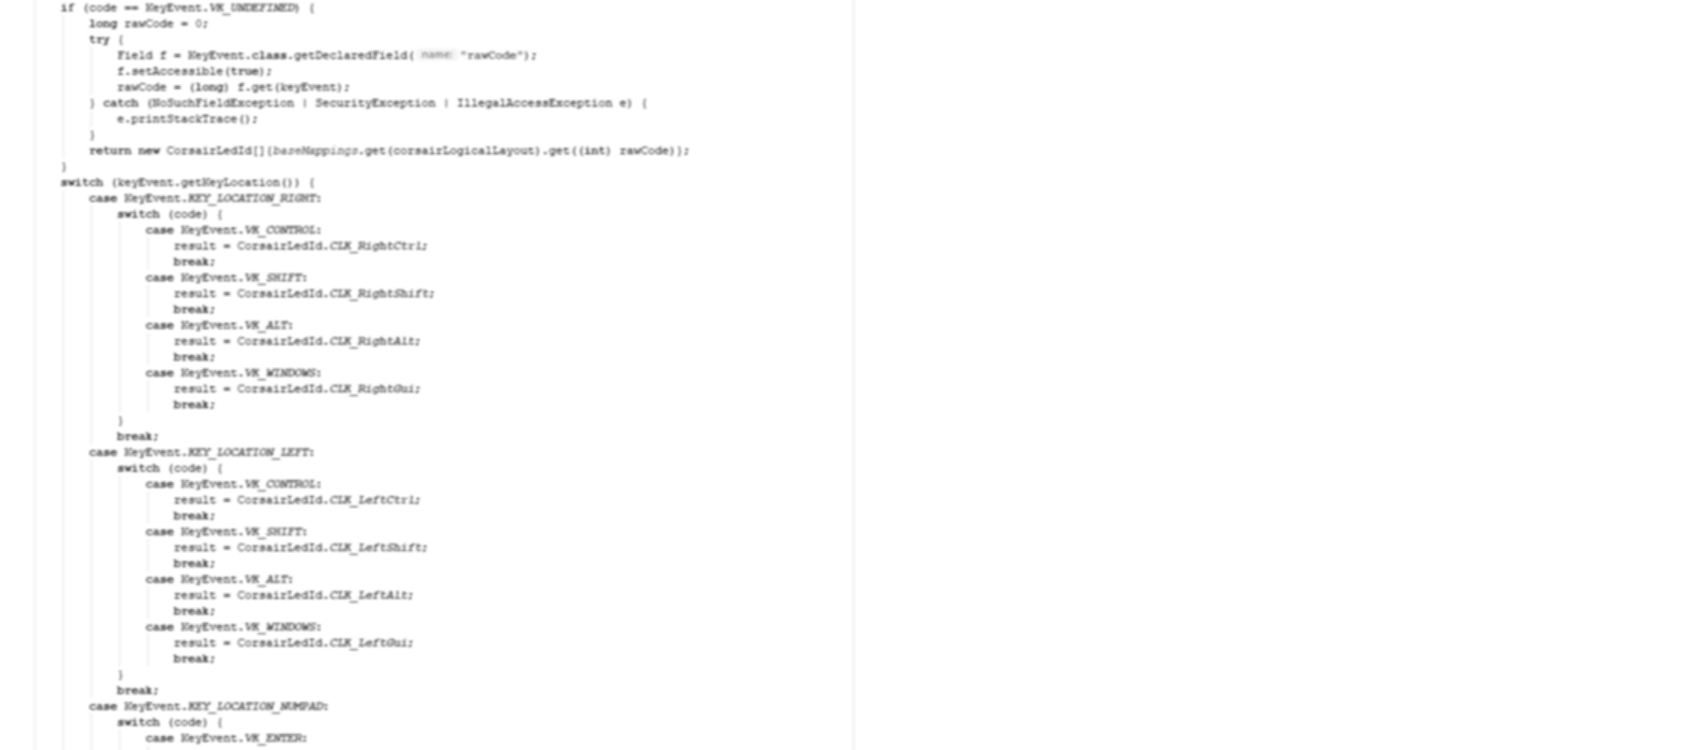 if (code == KeyEvent.VK_UNDEFINED) {
long rawCode = 0;
try {
Field f = KeyEvent.class.getDeclaredField( name: "rawCode");
f.setAccessible(true);
rawCode = (long) f.get(keyEvent);
} catch (NoSuchFieldException | SecurityException | IllegalAccessException e) {
e.printStackTrace();
}
return new CorsairLedId[]{baseMappings.get(corsairLogicalLayout).get((int) rawCode)};
}
switch (keyEvent.getKeyLocation()) {
case KeyEvent.KEY_LOCATION_RIGHT:
switch (code) {
case KeyEvent.VK_CONTROL:
result = CorsairLedId.CLK_RightCtrl;
break;
case KeyEvent.VK_SHIFT:
result = CorsairLedId.CLK_RightShift;
break;
case KeyEvent.VK_ALT:
result = CorsairLedId.CLK_RightAlt;
break;
case KeyEvent.VK_WINDOWS:
result = CorsairLedId.CLK_RightGui;
break;
}
break;
case KeyEvent.KEY_LOCATION_LEFT:
switch (code) {
case KeyEvent.VK_CONTROL:
result = CorsairLedId.CLK_LeftCtrl;
break;
case KeyEvent.VK_SHIFT:
result = CorsairLedId.CLK_LeftShift;
break;
case KeyEvent.VK_ALT:
result = CorsairLedId.CLK_LeftAlt;
break;
case KeyEvent.VK_WINDOWS:
result = CorsairLedId.CLK_LeftGui;
break;
}
break;
case KeyEvent.KEY_LOCATION_NUMPAD:
switch (code) {
case KeyEvent.VK_ENTER: